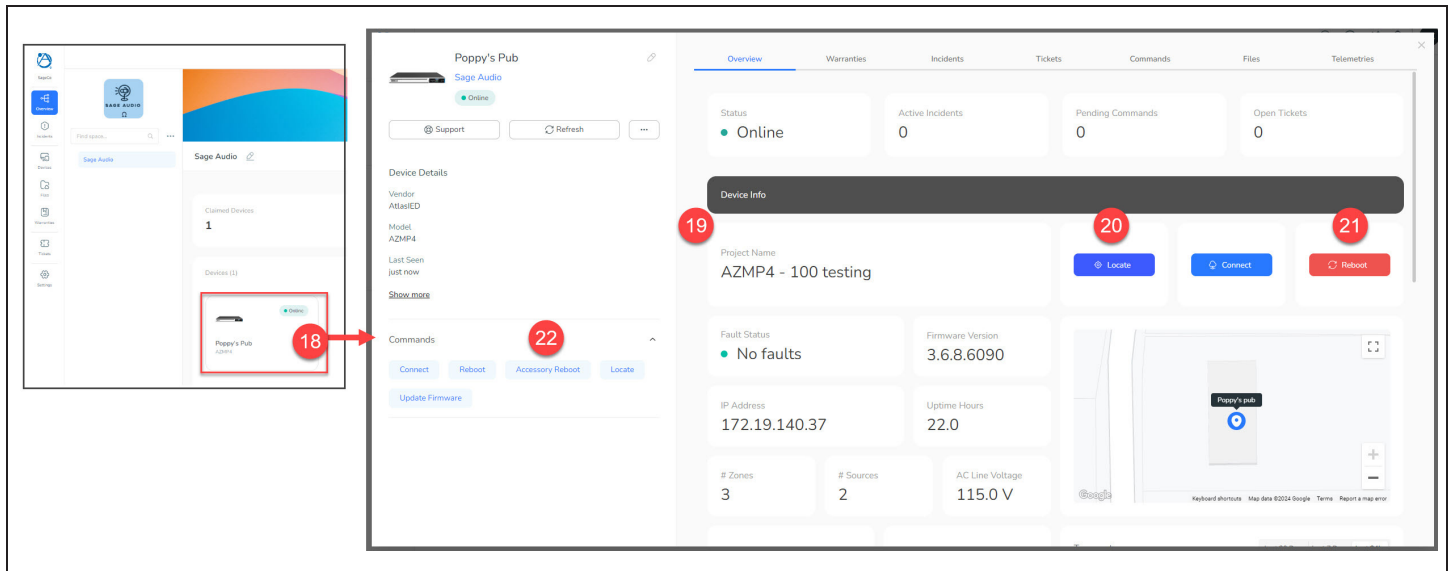 SageCo
Overview
Incidents
Devices
Files
Warranties
Tickets
Settings
SAGE AUDIO
Find space...
Sage Audio
Sage Audio
Claimed Devices
1
Devices (1)
Online
Poppy's Pub
AZMP4
18
Poppy's Pub
Sage Audio
Online
Support
Refresh
Device Details
Vendor
AtlasIED
Model
AZMP4
Last Seen
just now
Show more
Commands
22
Connect Reboot Accessory Reboot Locate
Update Firmware
Overview Warranties Incidents Tickets Commands Files Telemetries
Status Active Incidents Pending Commands Open Tickets
Online 0 0 0
Device Info
19 20 21
Project Name
AZMP4 - 100 testing
Locate Connect Reboot
Fault Status Firmware Version
No faults 3.6.8.6090
IP Address Uptime Hours
172.19.140.37 22.0
# Zones # Sources AC Line Voltage
3 2 115.0 V
Poppy's pub
Google
Keyboard shortcuts Map data ©2024 Google Terms Report a map error